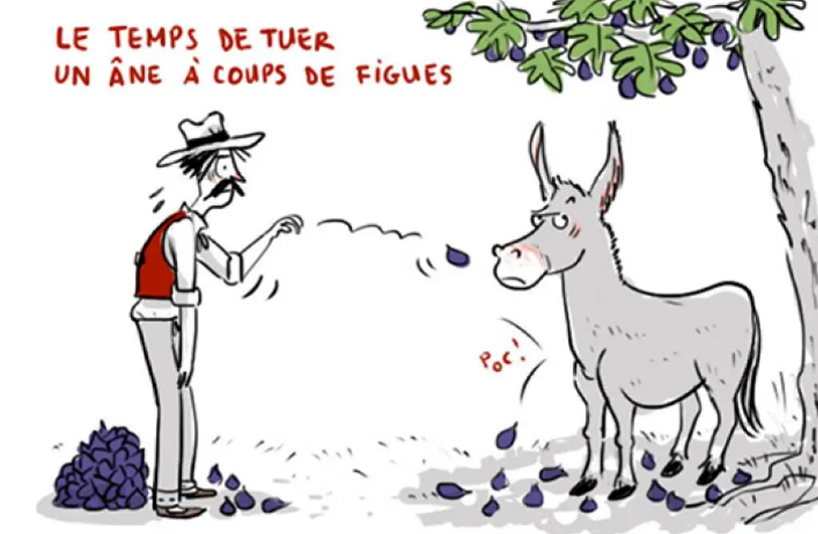 LE TEMPS DE TUER
UN ÂNE À COUPS DE FIGUES
POC!